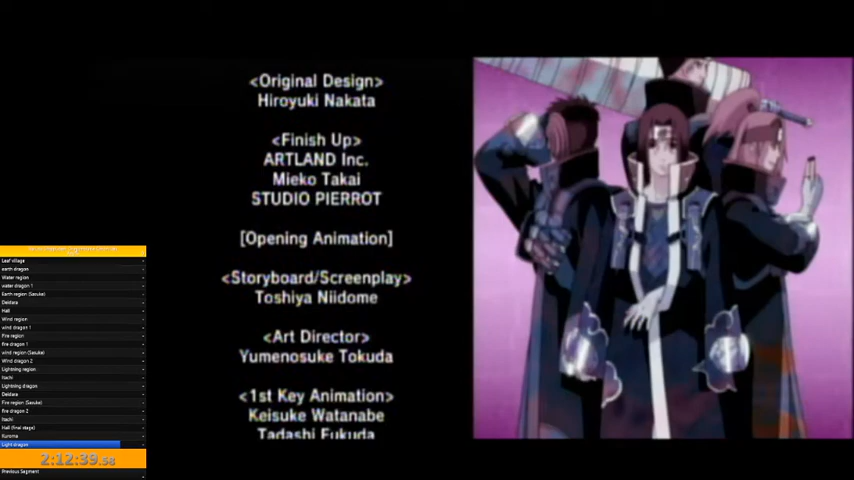 <Original Design>
Hiroyuki Nakata
<Finish Up>
ARTLAND Inc.
Mieko Takai
STUDIO PIERROT
[Opening Animation]
<Storyboard/Screenplay>
Toshiya Niidome
<Art Director>
Yumenosuke Tokuda
<1st Key Animation>
Keisuke Watanabe
Tadashi Fukuda
Leaf village
earth dragon
Water region
water dragon 1
Earth region (Sasuke)
Deidara
Hall
Wind region
wind dragon 1
Fire region
fire dragon 1
wind region (Sasuke)
Wind dragon 2
Lightning region
Itachi
Lightning dragon
Deidara
Fire region (Sasuke)
fire dragon 2
Itachi
Hall (final stage)
Kurama
Light dragon
2:12:39.58
Previous Segment